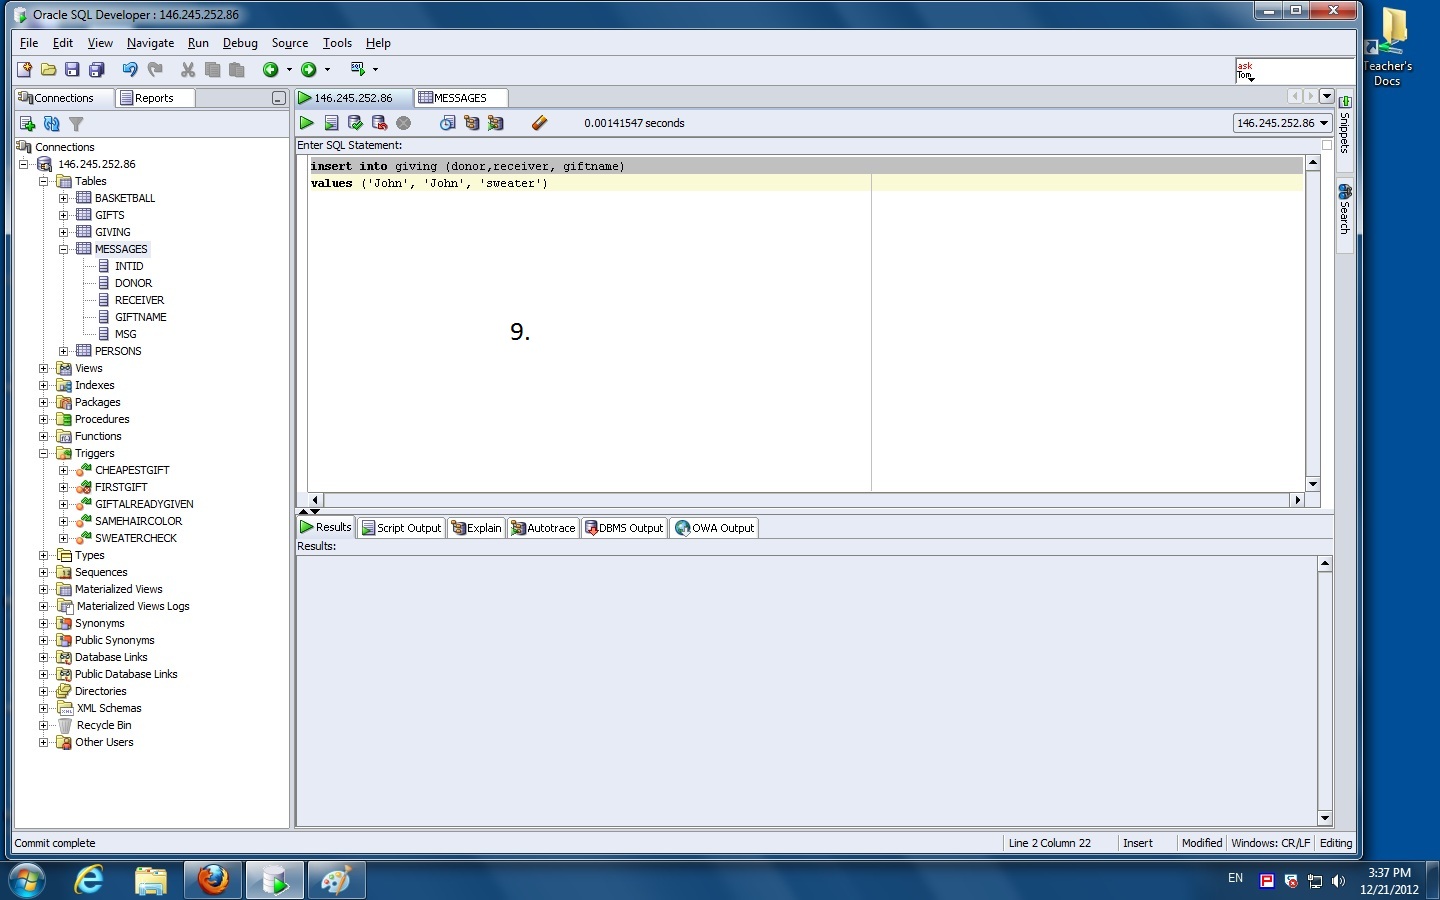 Oracle SQL Developer : 146.245.252.86
File Edit View Navigate Run Debug Source Tools Help
ask
Tom
Teacher's
Docs
Connections
Reports
146.245.252.86
MESSAGES
0.00141547 seconds
146.245.252.86
Enter SQL Statement:
Connections
146.245.252.86
Tables
BASKETBALL
GIFTS
GIVING
MESSAGES
INTID
DONOR
RECEIVER
GIFTNAME
MSG
PERSONS
Views
Indexes
Packages
Procedures
Functions
Triggers
CHEAPESTGIFT
FIRSTGIFT
GIFTALREADYGIVEN
SAMEHAIRCOLOR
SWEATERCHECK
Types
Sequences
Materialized Views
Materialized Views Logs
Synonyms
Public Synonyms
Database Links
Public Database Links
Directories
XML Schemas
Recycle Bin
Other Users
insert into giving (donor,receiver, giftname)
values ('John', 'John', 'sweater')
9.
Snippets
Search
Results Script Output Explain Autotrace DBMS Output OWA Output
Results:
Commit complete
Line 2 Column 22 Insert Modified Windows: CR/LF Editing
EN
3:37 PM
12/21/2012